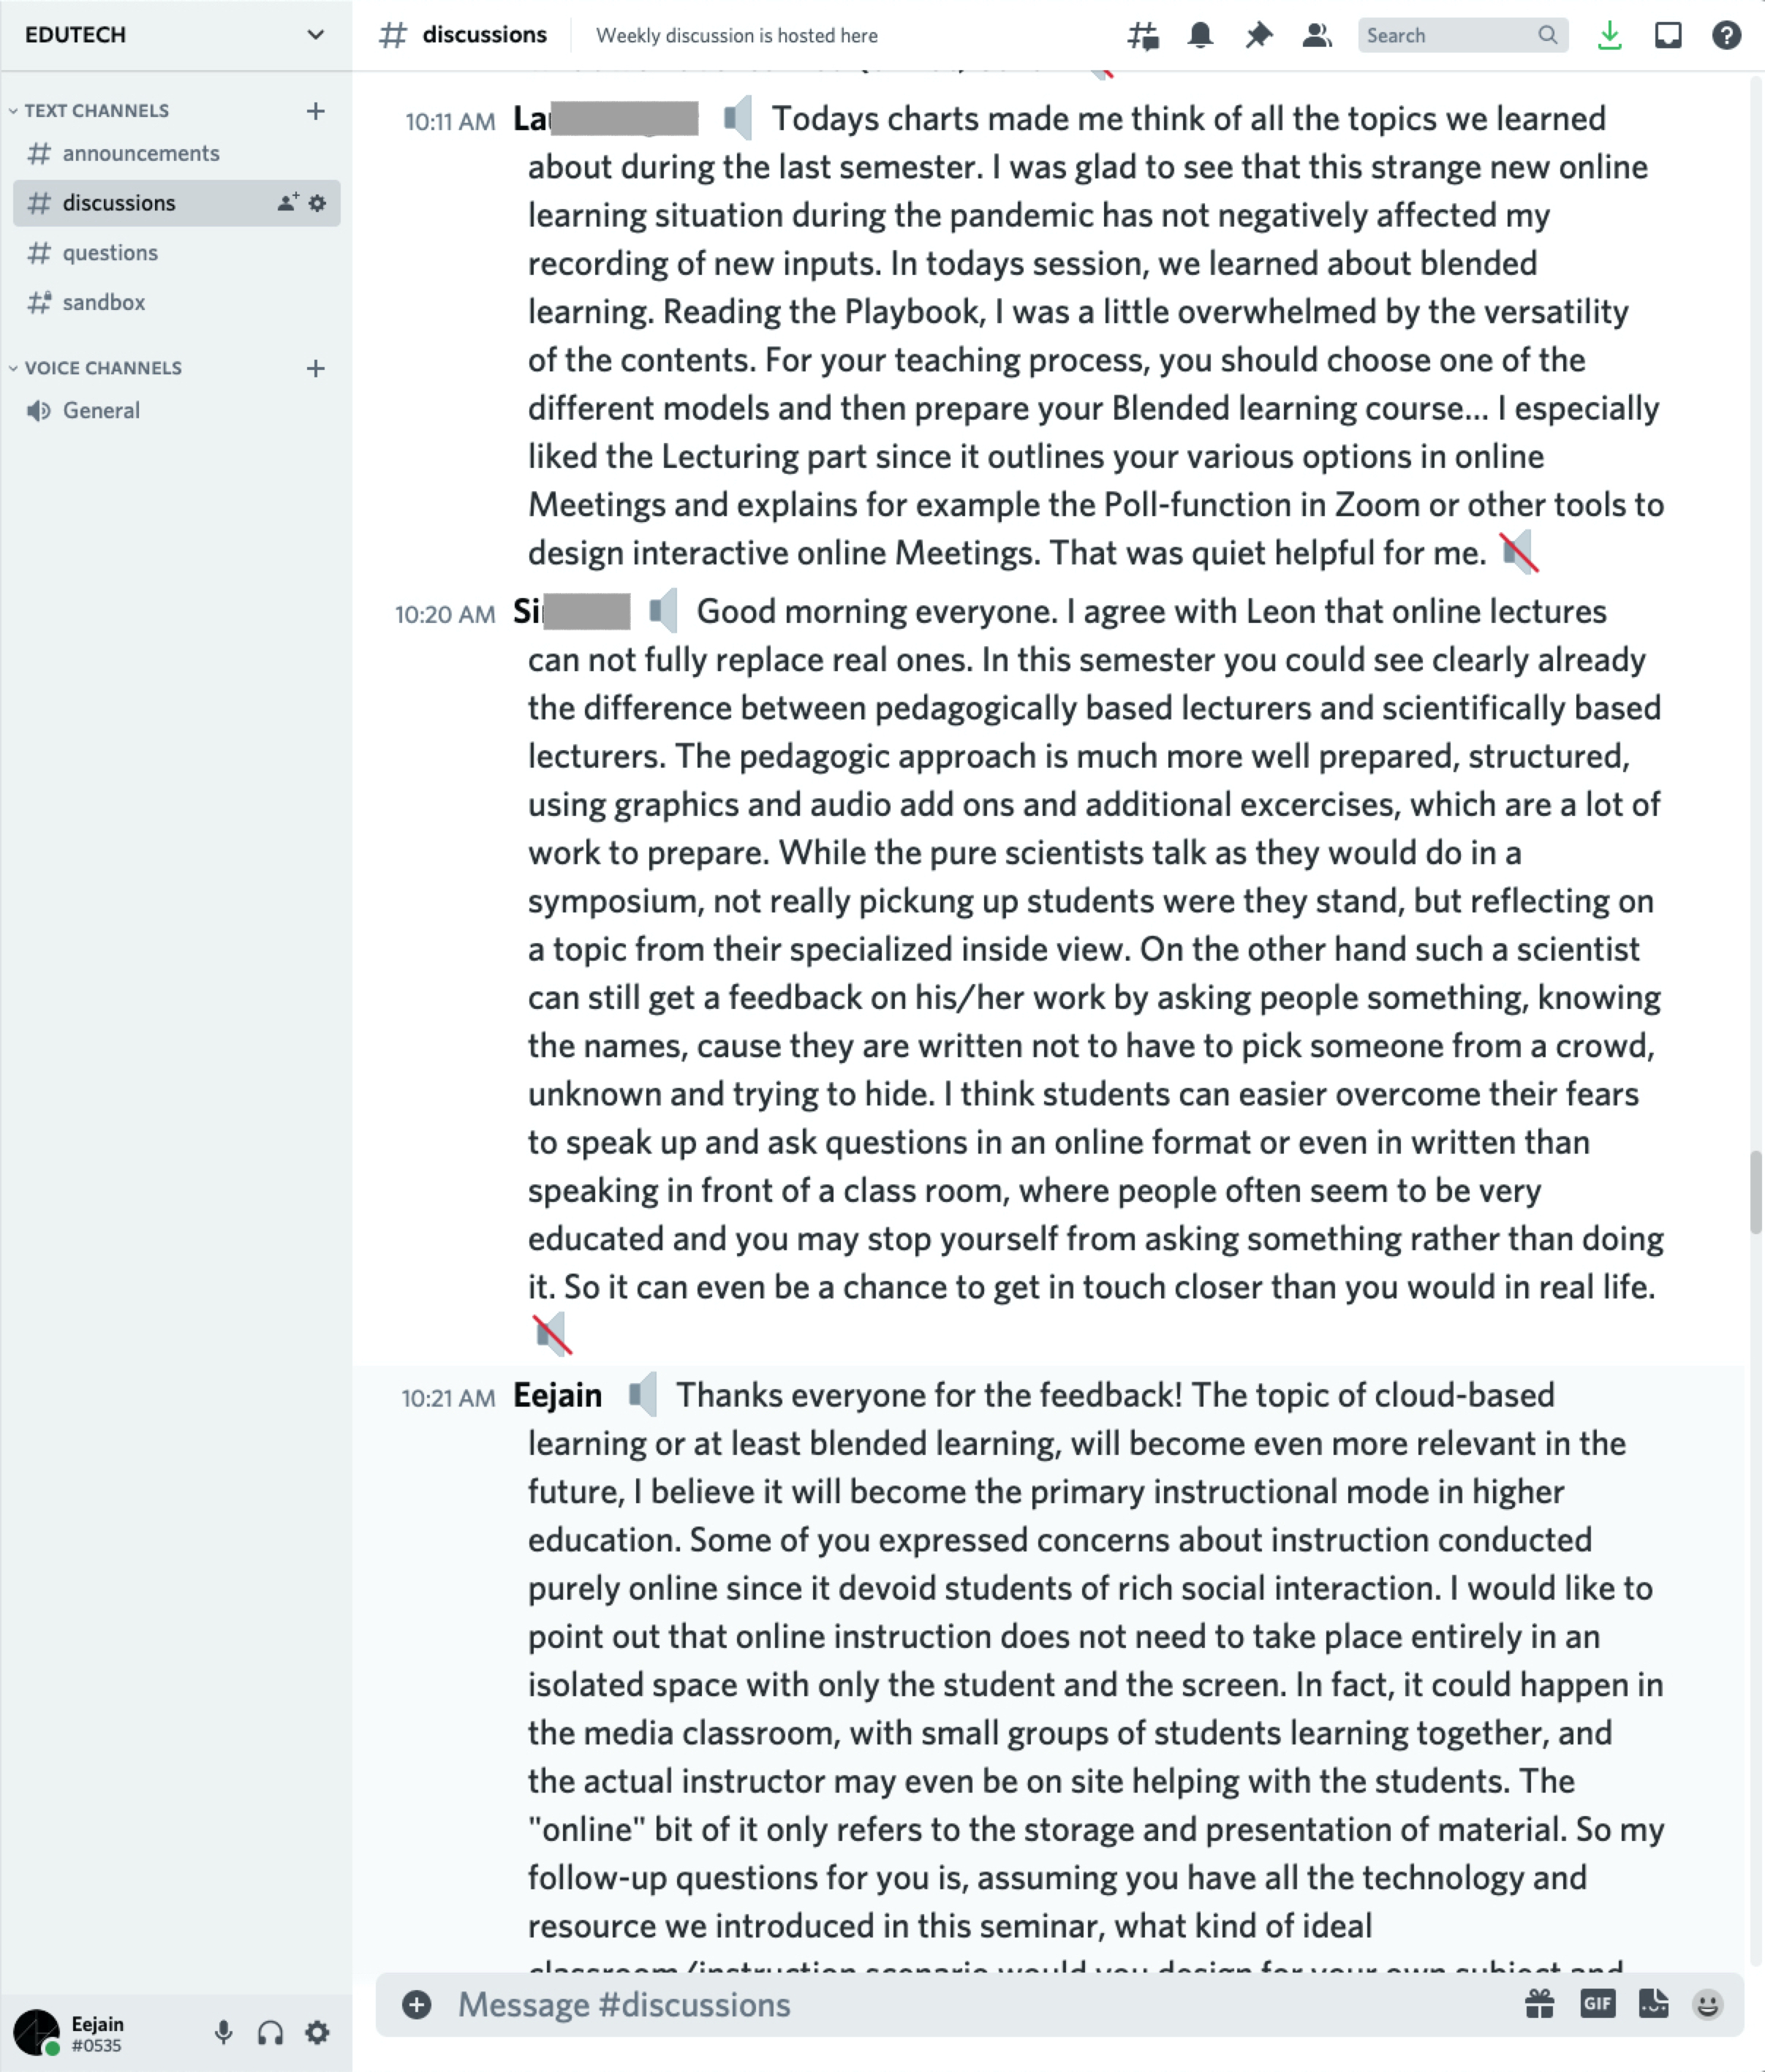 EDUTECH
TEXT CHANNELS
announcements
discussions
questions
sandbox
VOICE CHANNELS
General
# discussions
Weekly discussion is hosted here
Search
10:11 AM La Todays charts made me think of all the topics we learned
about during the last semester. I was glad to see that this strange new online
learning situation during the pandemic has not negatively affected my
recording of new inputs. In todays session, we learned about blended
learning. Reading the Playbook, I was a little overwhelmed by the versatility
of the contents. For your teaching process, you should choose one of the
different models and then prepare your Blended learning course... I especially
liked the Lecturing part since it outlines your various options in online
Meetings and explains for example the Poll-function in Zoom or other tools to
design interactive online Meetings. That was quiet helpful for me.
10:20 AM Si Good morning everyone. I agree with Leon that online lectures
can not fully replace real ones. In this semester you could see clearly already
the difference between pedagogically based lecturers and scientifically based
lecturers. The pedagogic approach is much more well prepared, structured,
using graphics and audio add ons and additional excercises, which are a lot of
work to prepare. While the pure scientists talk as they would do in a
symposium, not really pickung up students were they stand, but reflecting on
a topic from their specialized inside view. On the other hand such a scientist
can still get a feedback on his/her work by asking people something, knowing
the names, cause they are written not to have to pick someone from a crowd,
unknown and trying to hide. I think students can easier overcome their fears
to speak up and ask questions in an online format or even in written than
speaking in front of a class room, where people often seem to be very
educated and you may stop yourself from asking something rather than doing
it. So it can even be a chance to get in touch closer than you would in real life.
10:21 AM Eejain Thanks everyone for the feedback! The topic of cloud-based
learning or at least blended learning, will become even more relevant in the
future, I believe it will become the primary instructional mode in higher
education. Some of you expressed concerns about instruction conducted
purely online since it devoid students of rich social interaction. I would like to
point out that online instruction does not need to take place entirely in an
isolated space with only the student and the screen. In fact, it could happen in
the media classroom, with small groups of students learning together, and
the actual instructor may even be on site helping with the students. The
"online" bit of it only refers to the storage and presentation of material. So my
follow-up questions for you is, assuming you have all the technology and
resource we introduced in this seminar, what kind of ideal
classroom/instruction scenario would you design for your own subject and
Message #discussions
GIF
Eejain
#0535